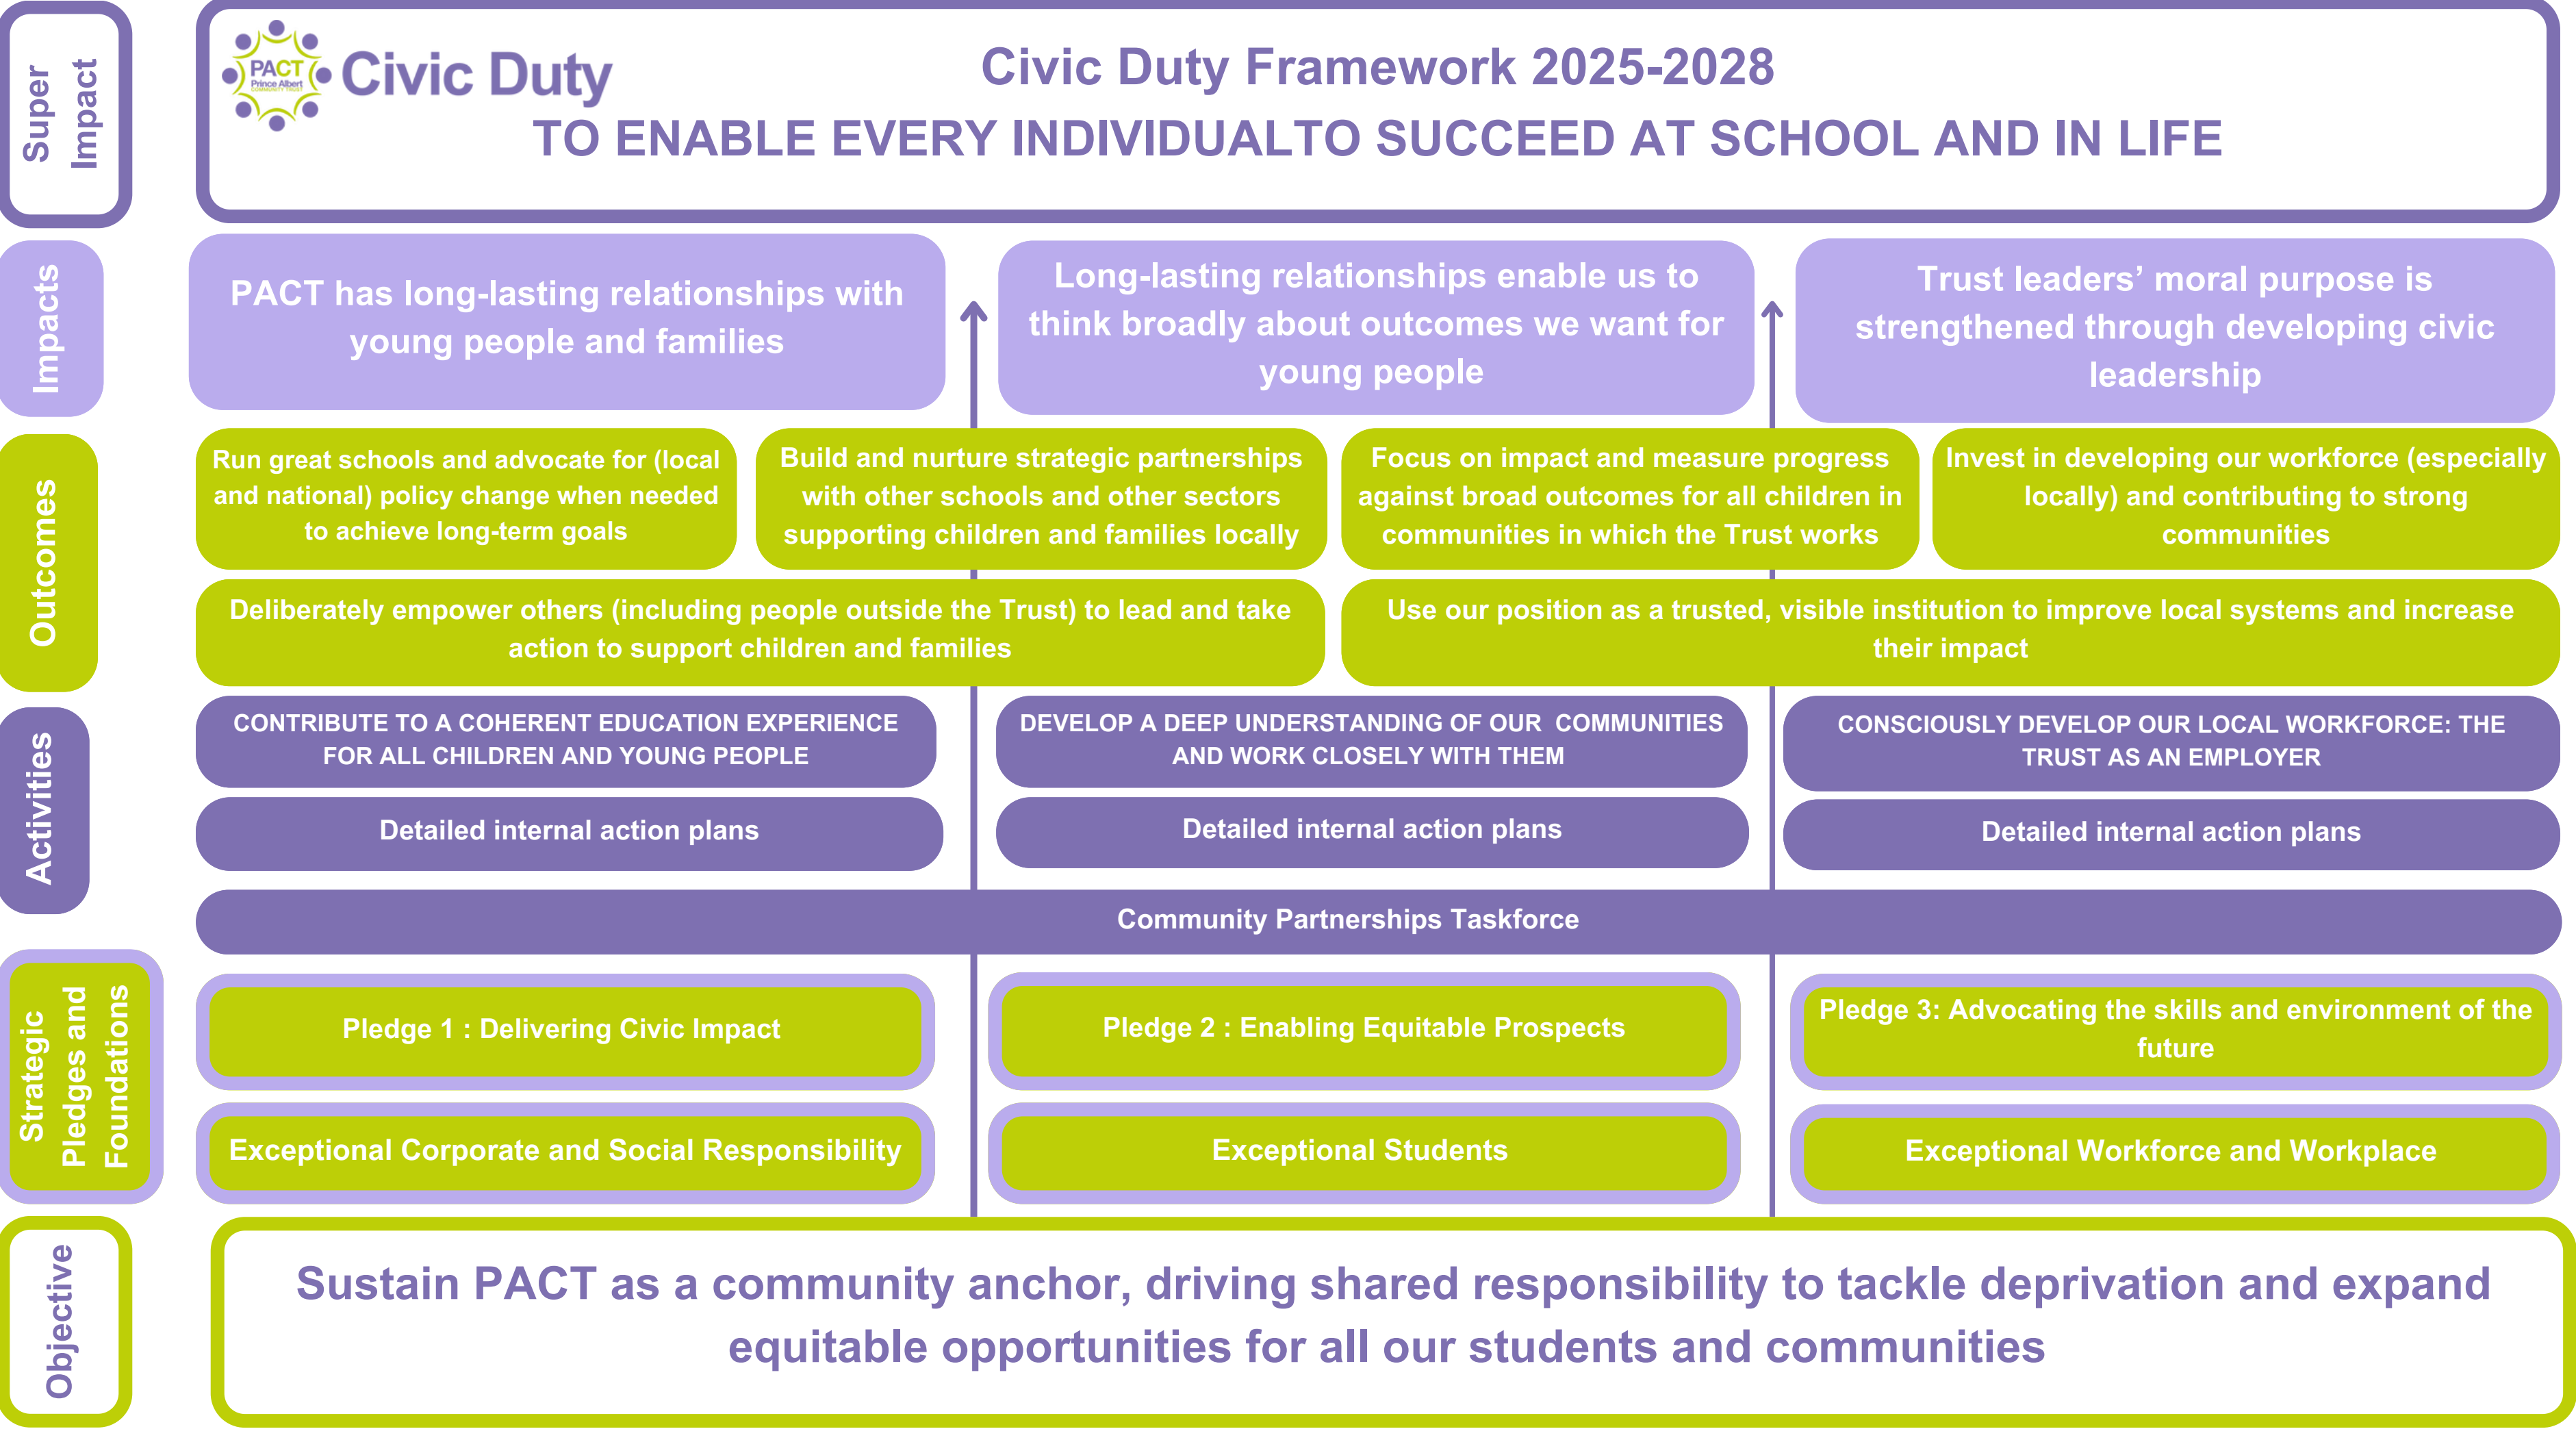 Super
Impact
PACT
Prince Albert
COMMUNITY TRUST
Civic Duty
Civic Duty Framework 2025-2028
TO ENABLE EVERY INDIVIDUALTO SUCCEED AT SCHOOL AND IN LIFE
Impacts
PACT has long-lasting relationships with
young people and families
Long-lasting relationships enable us to
think broadly about outcomes we want for
young people
Trust leaders’ moral purpose is
strengthened through developing civic
leadership
Outcomes
Run great schools and advocate for (local
and national) policy change when needed
to achieve long-term goals
Build and nurture strategic partnerships
with other schools and other sectors
supporting children and families locally
Focus on impact and measure progress
against broad outcomes for all children in
communities in which the Trust works
Invest in developing our workforce (especially
locally) and contributing to strong
communities
Deliberately empower others (including people outside the Trust) to lead and take
action to support children and families
Use our position as a trusted, visible institution to improve local systems and increase
their impact
Activities
CONTRIBUTE TO A COHERENT EDUCATION EXPERIENCE
FOR ALL CHILDREN AND YOUNG PEOPLE
DEVELOP A DEEP UNDERSTANDING OF OUR COMMUNITIES
AND WORK CLOSELY WITH THEM
CONSCIOUSLY DEVELOP OUR LOCAL WORKFORCE: THE
TRUST AS AN EMPLOYER
Detailed internal action plans
Detailed internal action plans
Detailed internal action plans
Community Partnerships Taskforce
Strategic
Pledges and
Foundations
Pledge 1 : Delivering Civic Impact
Pledge 2 : Enabling Equitable Prospects
Pledge 3: Advocating the skills and environment of the
future
Exceptional Corporate and Social Responsibility
Exceptional Students
Exceptional Workforce and Workplace
Objective
Sustain PACT as a community anchor, driving shared responsibility to tackle deprivation and expand
equitable opportunities for all our students and communities